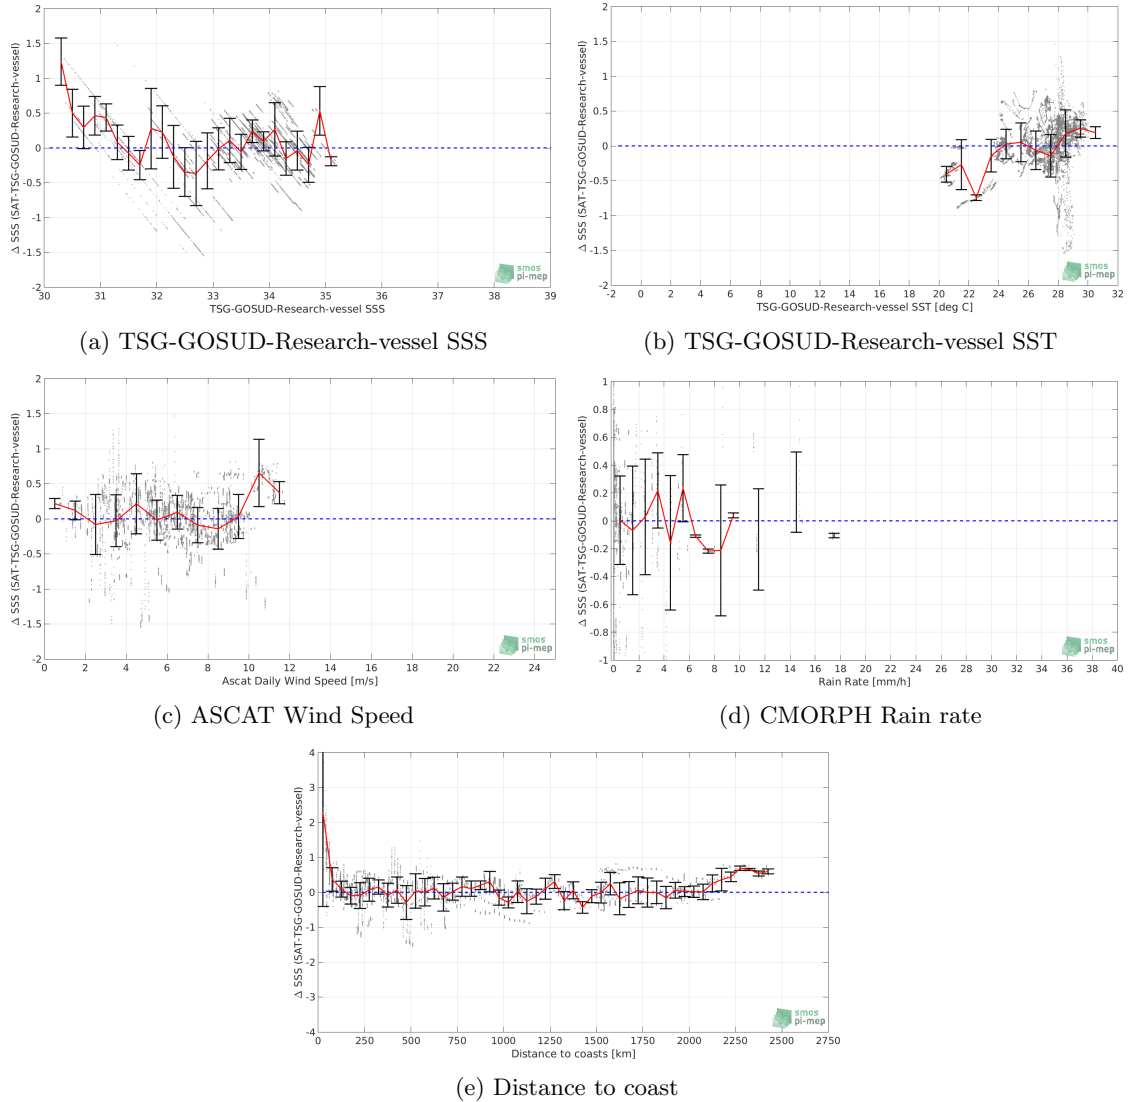 2
1.5
1
0.5
0
-0.5
-1
-1.5
-2
Δ SSS (SAT-TSG-GOSUD-Research-vessel)
30 31 32 33 34 35 36 37 38 39
TSG-GOSUD-Research-vessel SSS
smos
pi-mep
(a) TSG-GOSUD-Research-vessel SSS
2
1.5
1
0.5
0
-0.5
-1
-1.5
-2
Δ SSS (SAT-TSG-GOSUD-Research-vessel)
-2 0 2 4 6 8 10 12 14 16 18 20 22 24 26 28 30 32
TSG-GOSUD-Research-vessel SST [deg C]
smos
pi-mep
(b) TSG-GOSUD-Research-vessel SST
2
1.5
1
0.5
0
-0.5
-1
-1.5
-2
Δ SSS (SAT-TSG-GOSUD-Research-vessel)
0 2 4 6 8 10 12 14 16 18 20 22 24
Ascat Daily Wind Speed [m/s]
smos
pi-mep
(c) ASCAT Wind Speed
1
0.8
0.6
0.4
0.2
0
-0.2
-0.4
-0.6
-0.8
-1
Δ SSS (SAT-TSG-GOSUD-Research-vessel)
0 2 4 6 8 10 12 14 16 18 20 22 24 26 28 30 32 34 36 38 40
Rain Rate [mm/h]
smos
pi-mep
(d) CMORPH Rain rate
4
3
2
1
0
-1
-2
-3
-4
Δ SSS (SAT-TSG-GOSUD-Research-vessel)
0 250 500 750 1000 1250 1500 1750 2000 2250 2500 2750
Distance to coasts [km]
smos
pi-mep
(e) Distance to coast